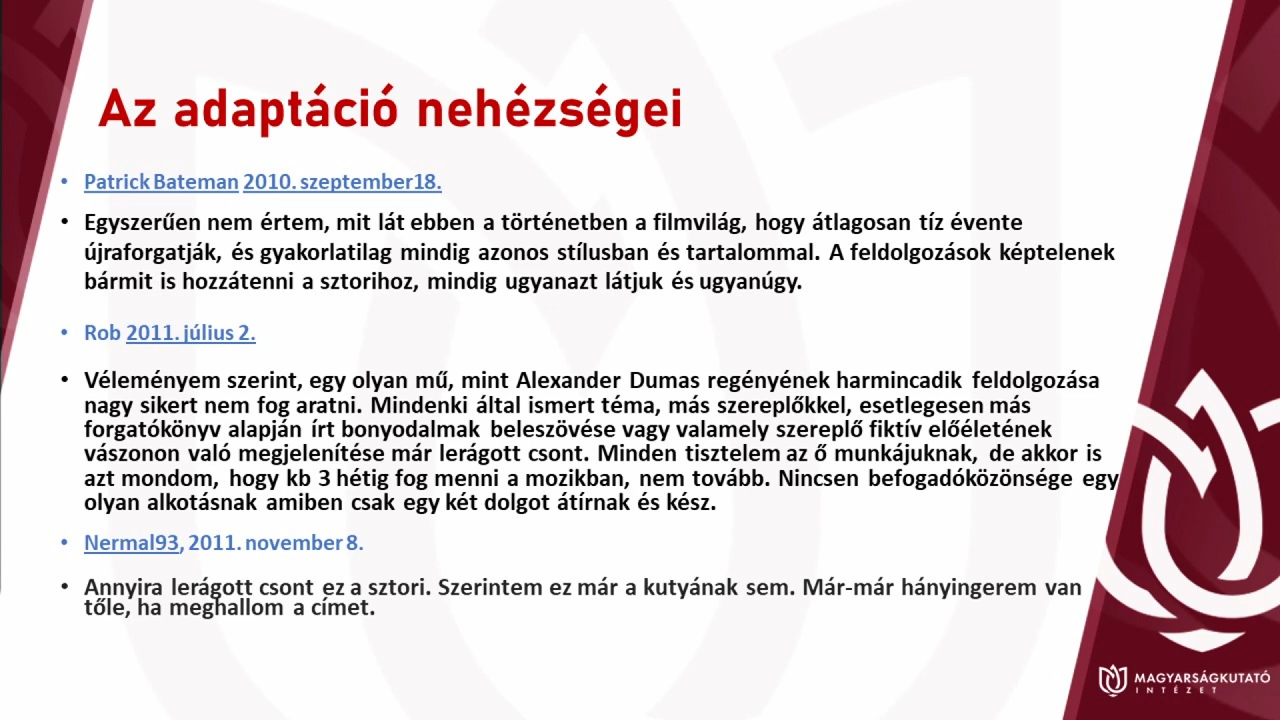 Az adaptáció nehézségei
• Patrick Bateman 2010. szeptember18.
• Egyszerűen nem értem, mit lát ebben a történetben a filmvilág, hogy átlagosan tíz évente
újraforgatják, és gyakorlatilag mindig azonos stílusban és tartalommal. A feldolgozások képtelenek
bármit is hozzátenni a sztorihoz, mindig ugyanazt látjuk és ugyanúgy.
• Rob 2011. július 2.
• Véleményem szerint, egy olyan mű, mint Alexander Dumas regényének harmincadik feldolgozása
nagy sikert nem fog aratni. Mindenki által ismert téma, más szereplőkkel, esetlegesen más
forgatókönyv alapján írt bonyodalmak beleszövése vagy valamely szereplő fiktív előéletének
vászonon való megjelenítése már lerágott csont. Minden tisztelem az ő munkájuknak, de akkor is
azt mondom, hogy kb 3 hétig fog menni a mozikban, nem tovább. Nincsen befogadóközönsége egy
olyan alkotásnak amiben csak egy két dolgot átírnak és kész.
• Nermal93, 2011. november 8.
• Annyira lerágott csont ez a sztori. Szerintem ez már a kutyának sem. Már-már hányingerem van
tőle, ha meghallom a címet.
MAGYARSÁGKUTATÓ
INTÉZET